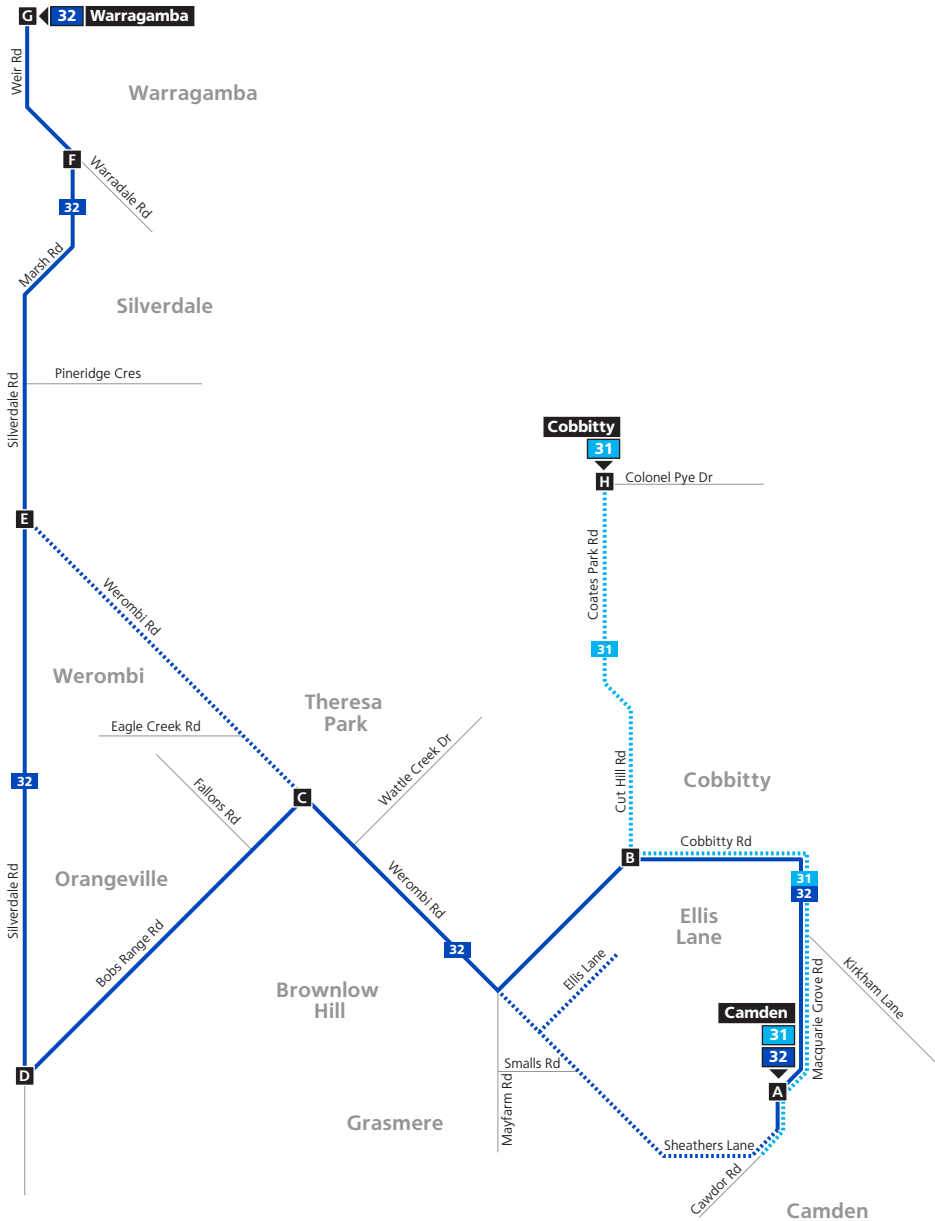 G 32 Warragamba
Weir Rd
Warragamba
F
Warradale Rd
32
Marsh Rd
Silverdale
Pineridge Cres
Silverdale Rd
Cobbitty
31
H
Colonel Pye Dr
E
Coates Park Rd
Werombi Rd
31
Werombi
Theresa
Park
Eagle Creek Rd
Wattle Creek Dr
Cut Hill Rd
Cobbitty
32
Fallons Rd
C
Cobbitty Rd
B
Orangeville
31
32
Silverdale Rd
Werombi Rd
Ellis
Lane
Bobs Range Rd
32
Ellis Lane
Kirkham Lane
Brownlow
Hill
Macquarie Grove Rd
Camden
31
32
Smalls Rd
D
A
Mayfarm Rd
Grasmere
Sheathers Lane
Cawdor Rd
Camden